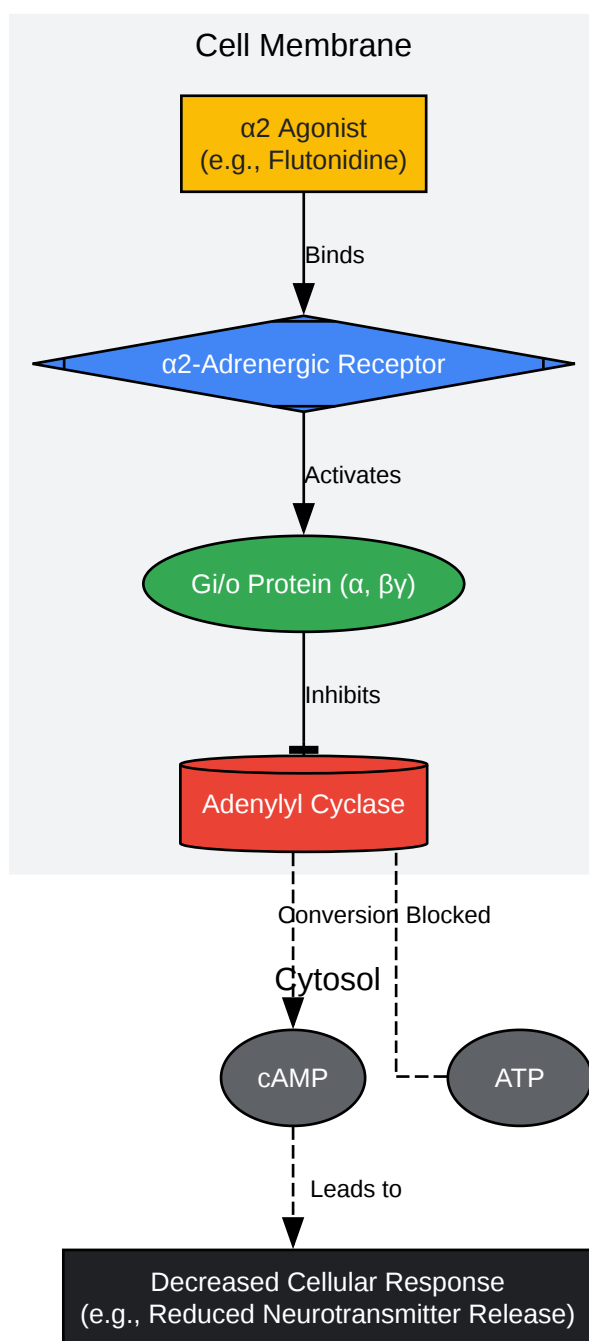 Cell Membrane
α2 Agonist
(e.g., Flutonidine)
Binds
α2-Adrenergic Receptor
Activates
Gi/o Protein (α, βγ)
Inhibits
Adenylyl Cyclase
Conversion Blocked
Cytosol
cAMP
ATP
Leads to
Decreased Cellular Response
(e.g., Reduced Neurotransmitter Release)